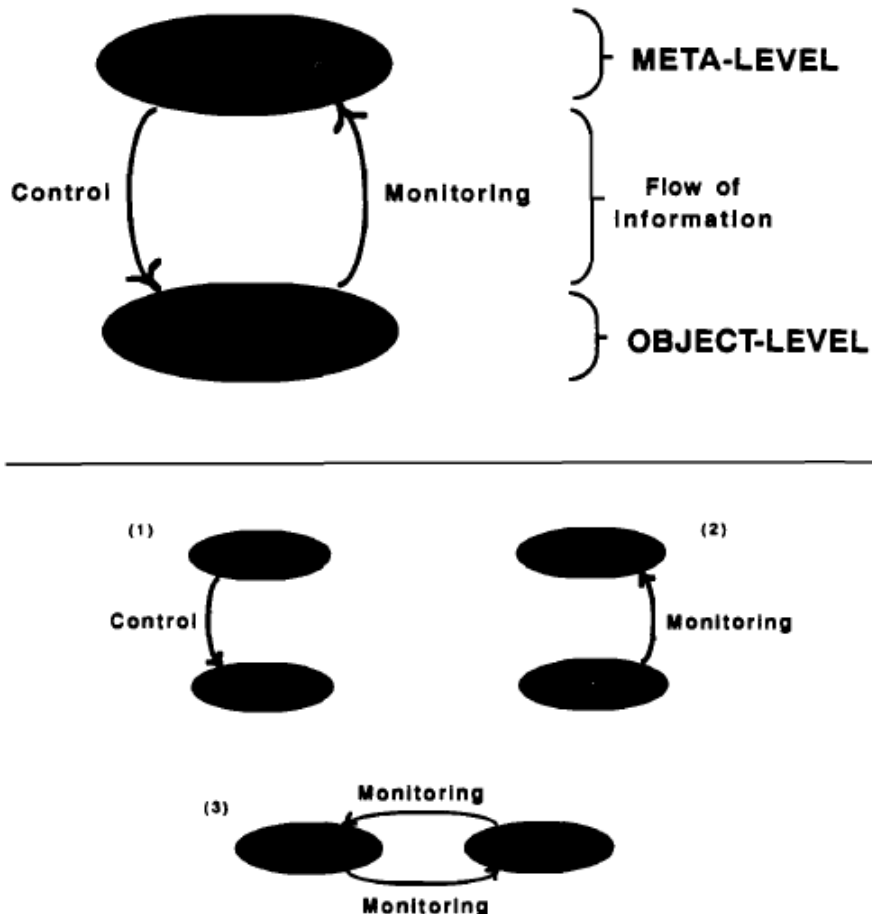 META-LEVEL
Control
Monitoring
Flow of
Information
OBJECT-LEVEL
(1)
(2)
Control
Monitoring
(3)
Monitoring
Monitoring